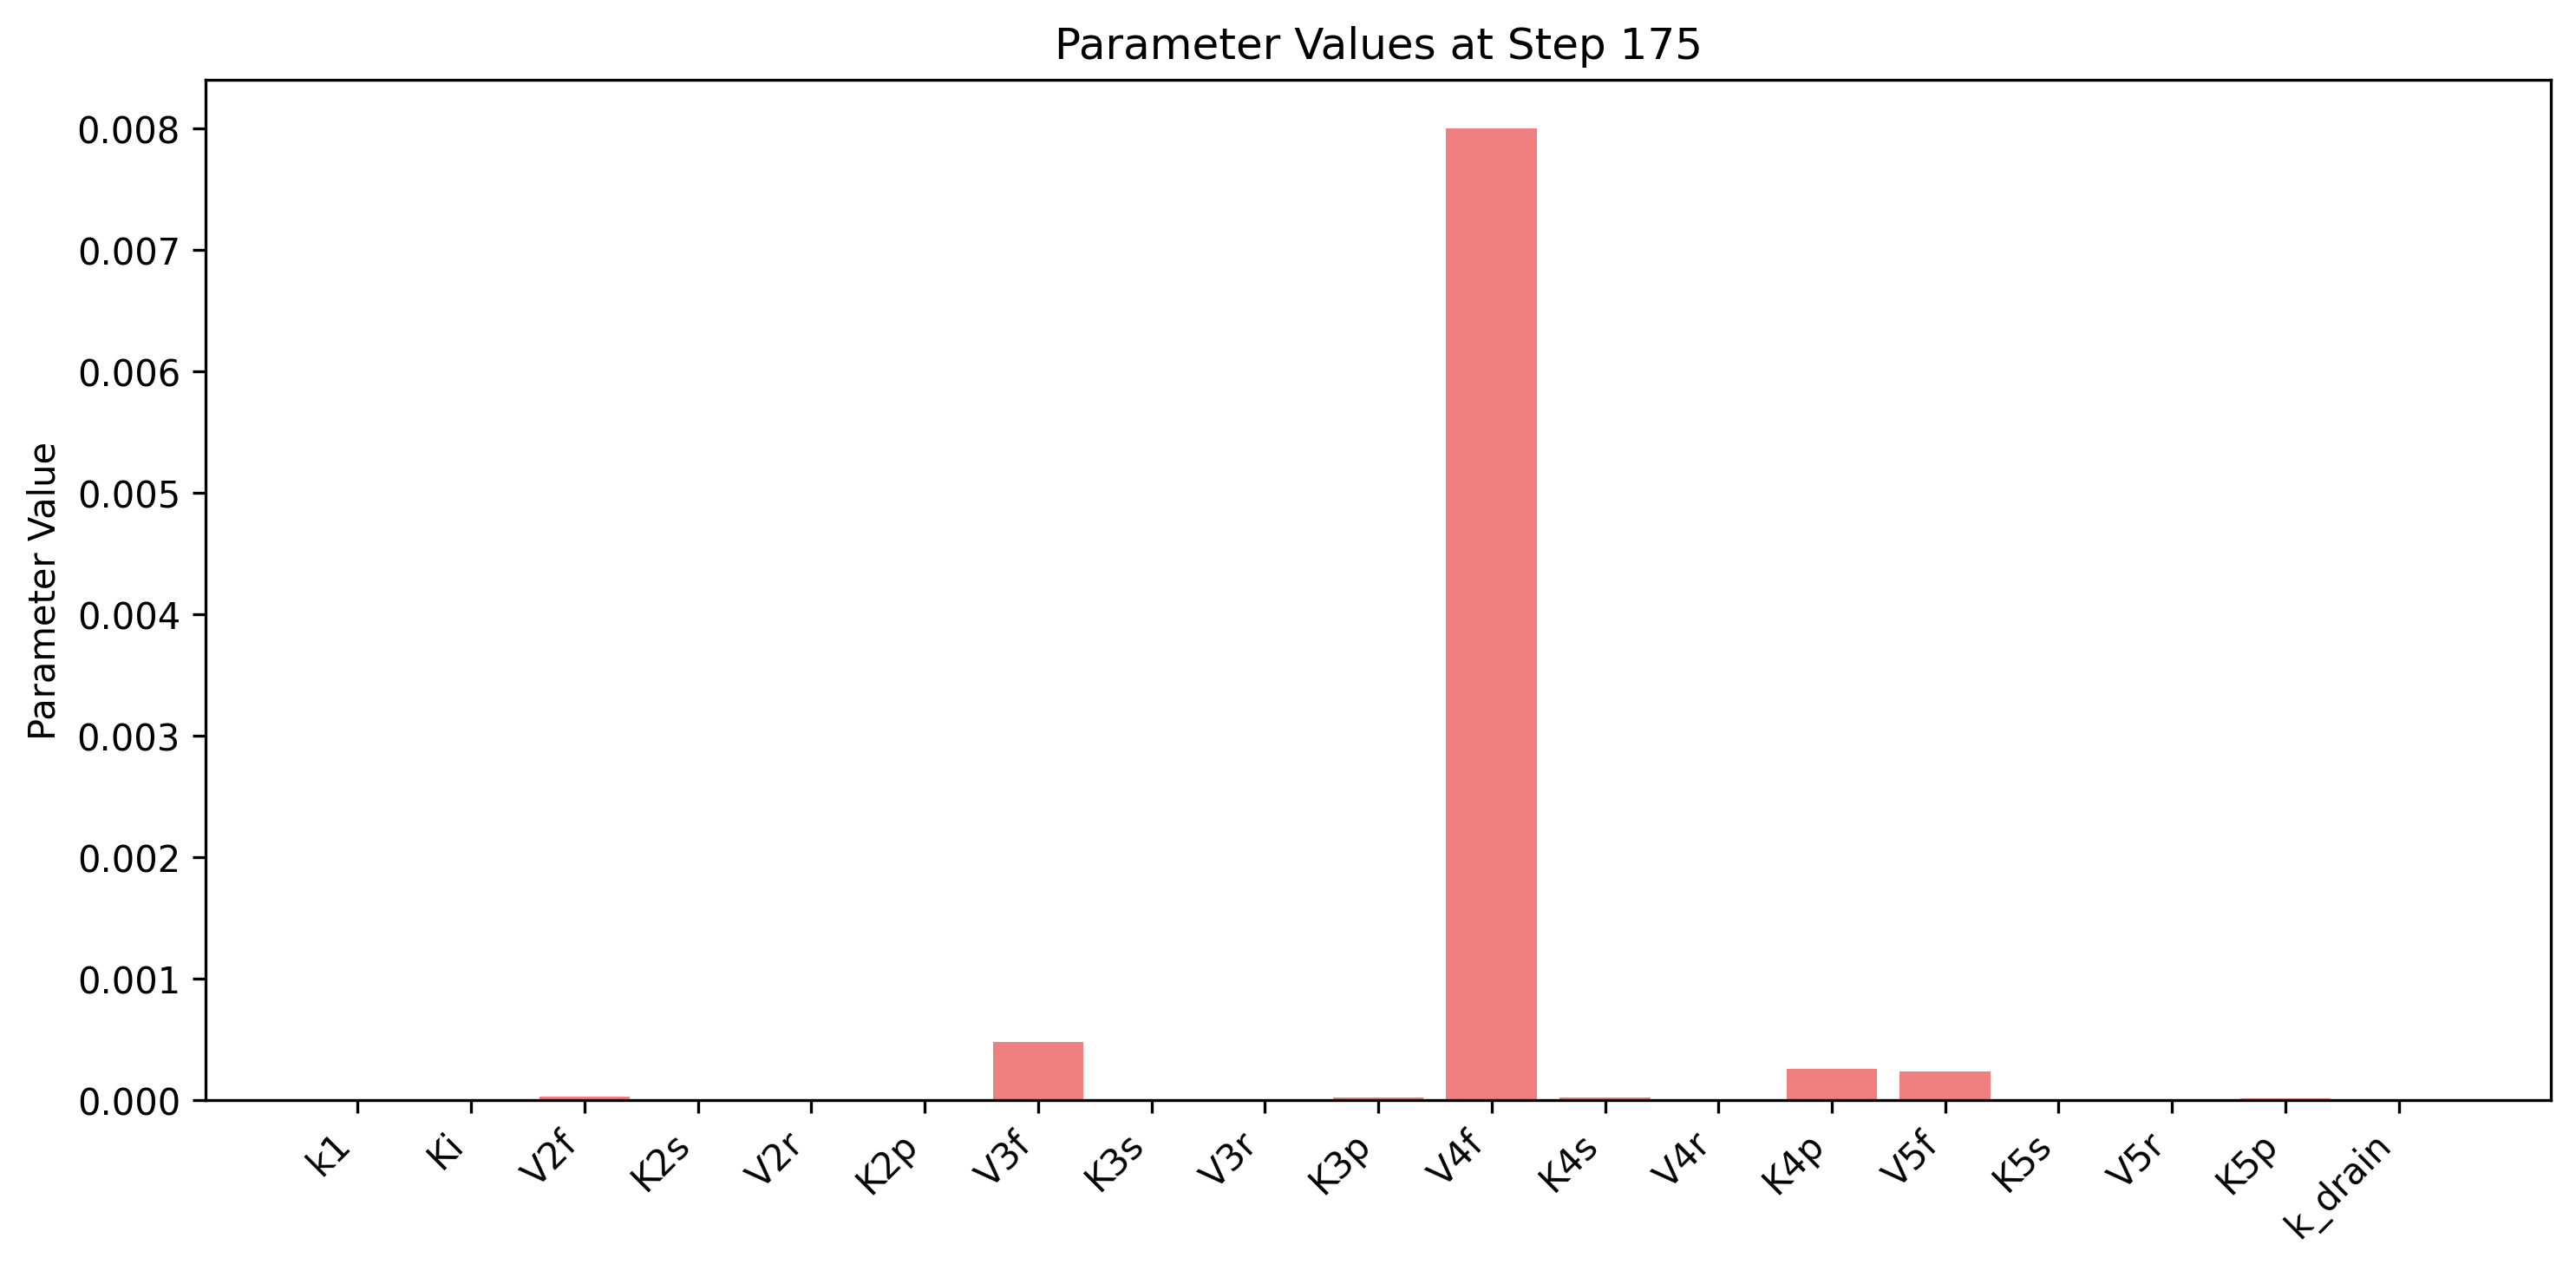 Parameter Values at Step 175
Parameter Value
0.008
0.007
0.006
0.005
0.004
0.003
0.002
0.001
0.000
k1
Ki
V2f
K2s
V2r
K2p
V3f
K3s
V3r
K3p
V4f
K4s
V4r
K4p
V5f
K5s
V5r
K5p
k_drain